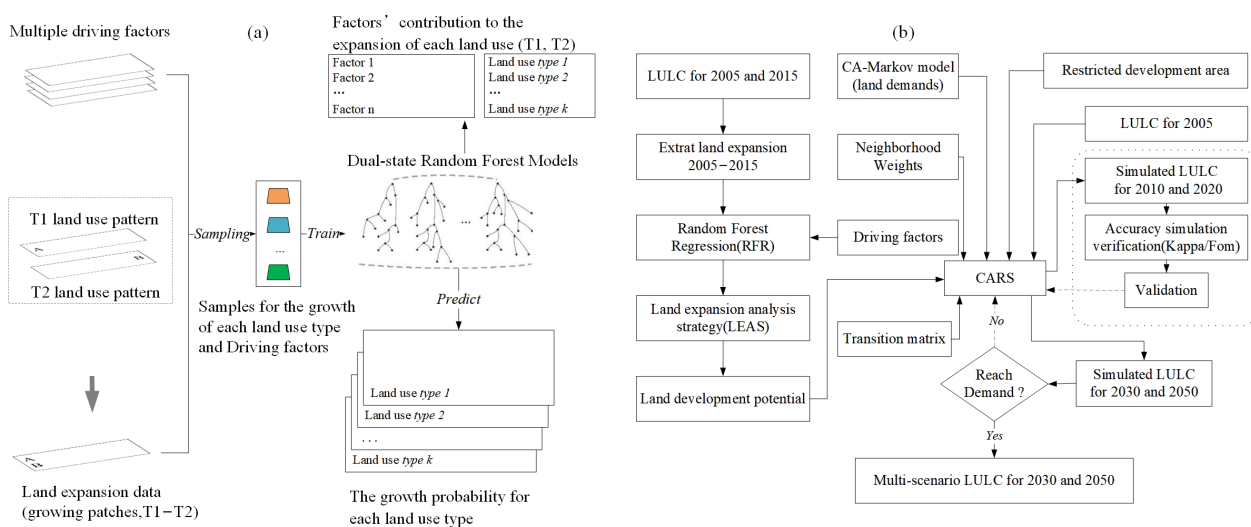 (a)
Multiple driving factors
T1 land use pattern
T2 land use pattern
Land expansion data
(growing patches,T1−T2)
Sampling
...
Samples for the
growth
of each land use type
and Driving factors
Train
Factors’ contribution to the
expansion of each land use (T1, T2)
Factor 1
Factor 2
...
Factor n
Land use type 1
Land use type 2
...
Land use type k
Dual-state Random Forest Models
...
Predict
Land use type 1
Land use type 2
...
Land use type k
The growth probability for
each land use type
(b)
LULC for 2005 and 2015
Extrat land expansion
2005−2015
Random Forest
Regression(RFR)
Land expansion analysis
strategy(LEAS)
Land development potential
CA-Markov model
(land demands)
Neighborhood
Weights
Driving factors
Transition matrix
CARS
Restricted development area
LULC for 2005
Simulated LULC
for 2010 and 2020
Accuracy simulation
verification(Kappa/Fom)
Validation
No
Reach
Demand ?
Simulated LULC
for 2030 and 2050
Yes
Multi-scenario LULC for 2030 and 2050